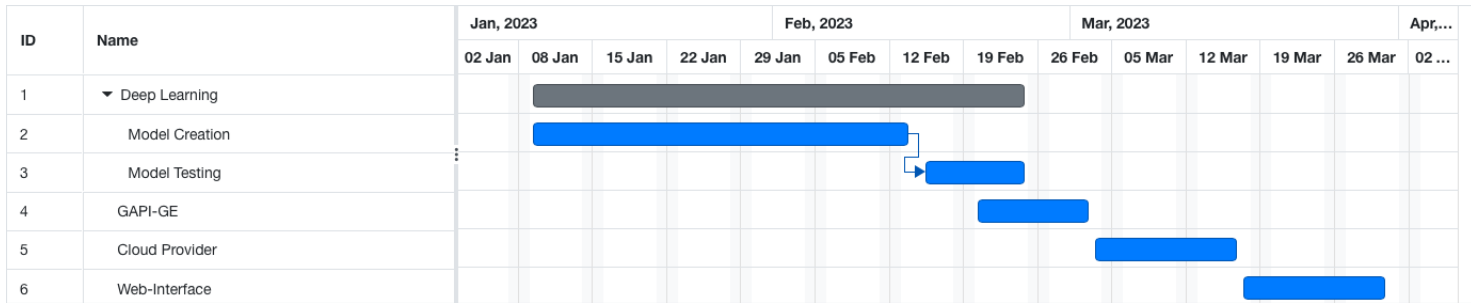 ID Name Jan, 2023 Feb, 2023 Mar, 2023 Apr,...
02 Jan 08 Jan 15 Jan 22 Jan 29 Jan 05 Feb 12 Feb 19 Feb 26 Feb 05 Mar 12 Mar 19 Mar 26 Mar 02 ...
1 Deep Learning
2 Model Creation
3 Model Testing
4 GAPI-GE
5 Cloud Provider
6 Web-Interface